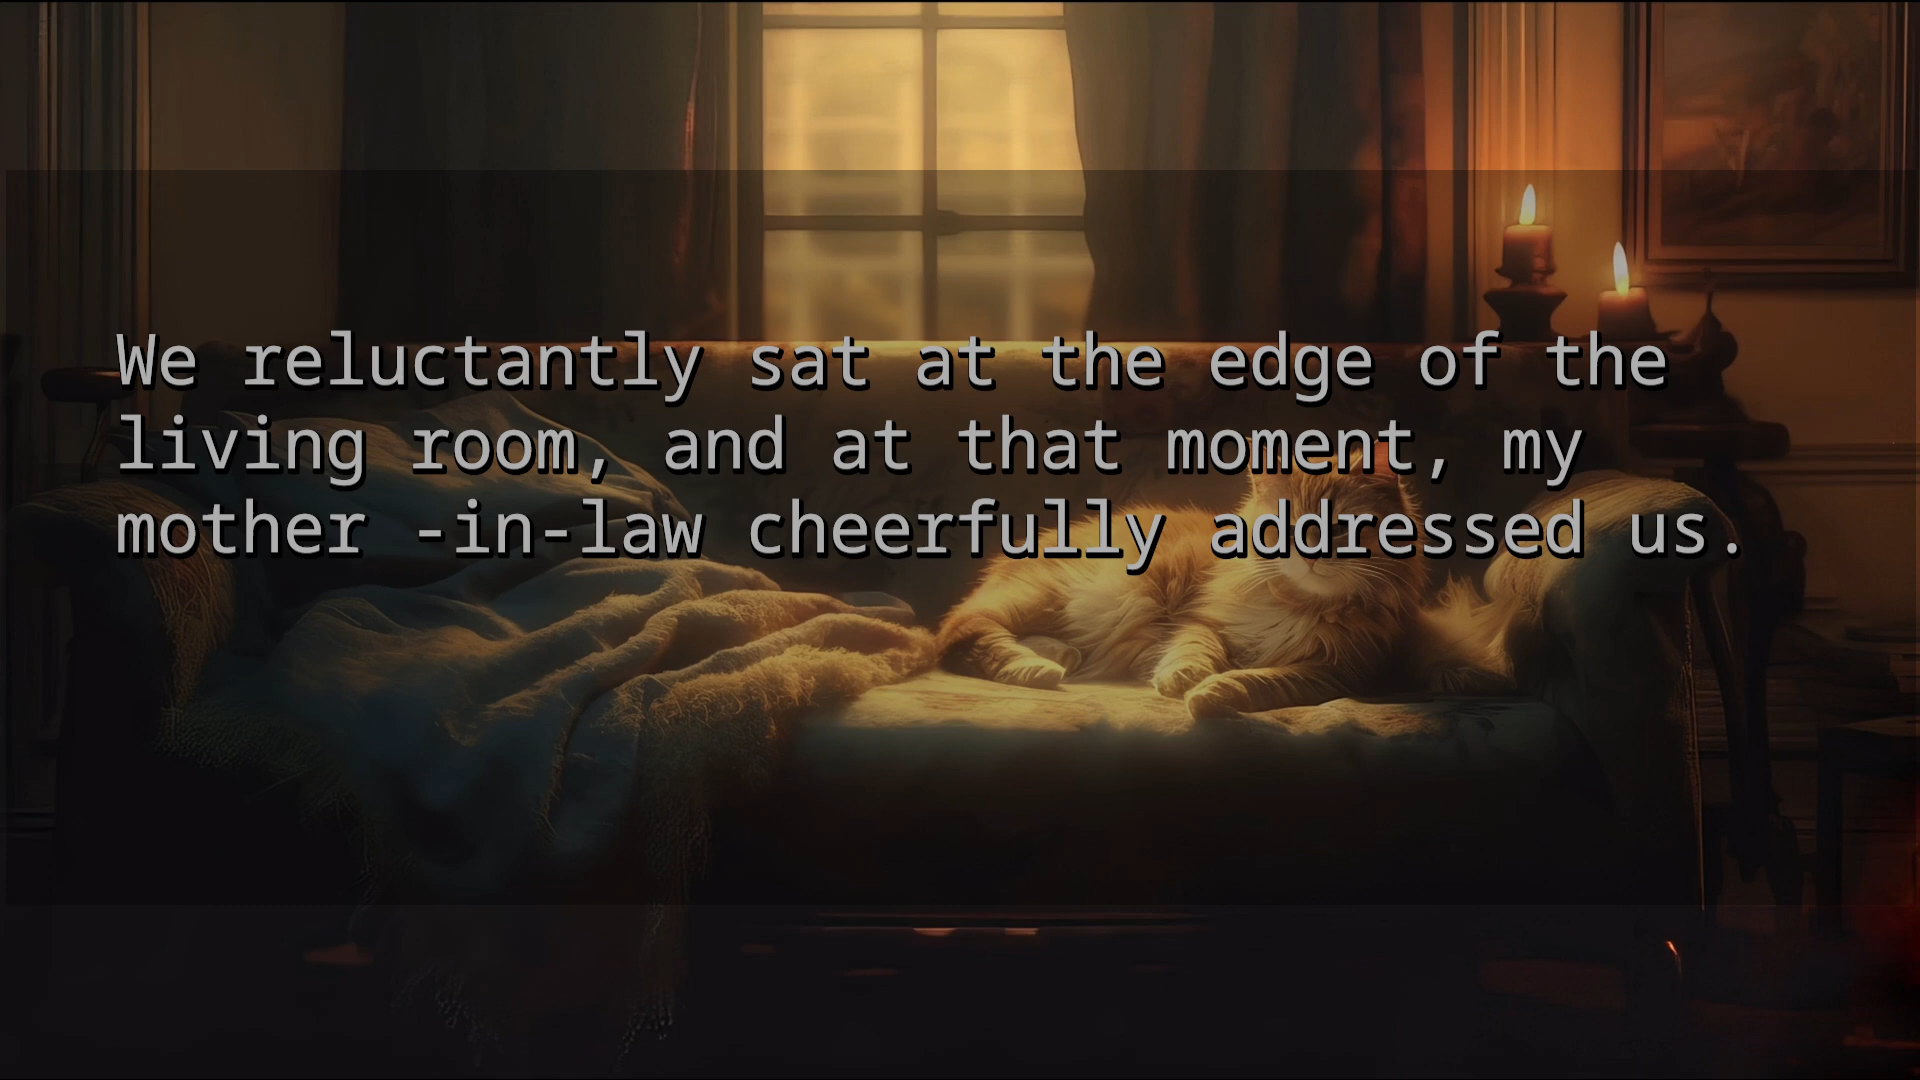 We reluctantly sat at the edge of the
living room, and at that moment, my
mother -in-law cheerfully addressed us.